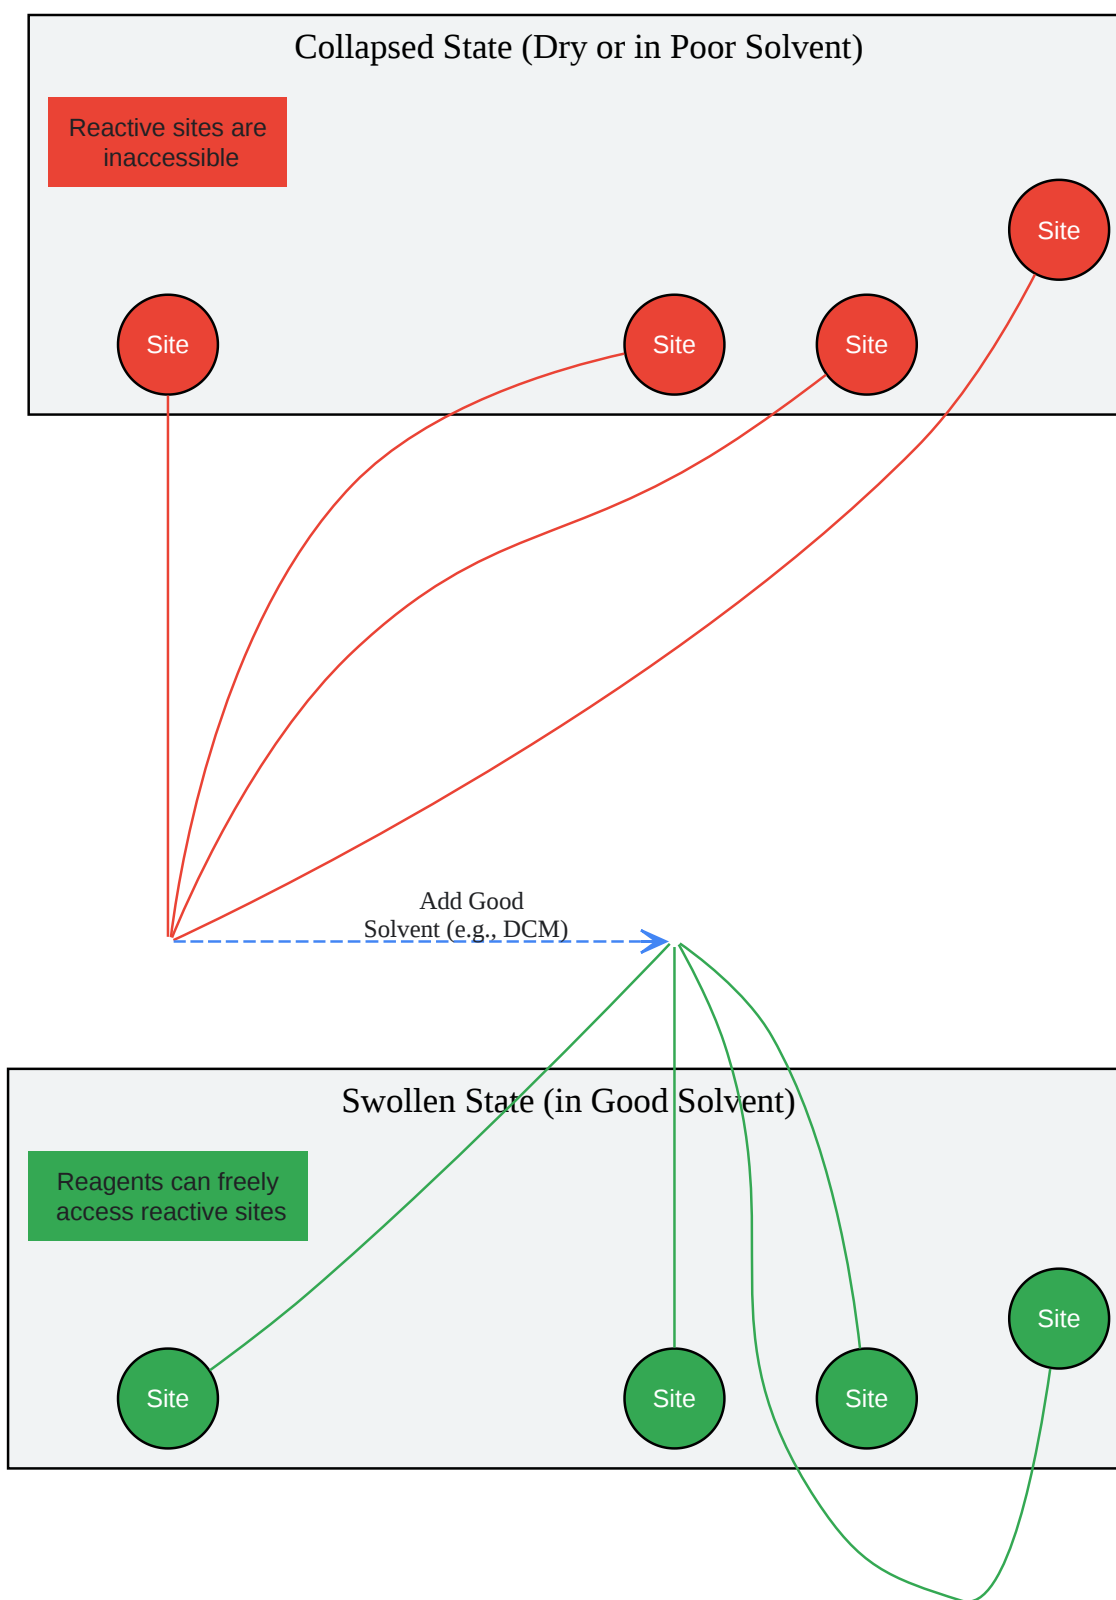 Collapsed State (Dry or in Poor Solvent)
Reactive sites are
inaccessible
Site
Site
Site
Site
Add Good
Solvent (e.g., DCM)
Swollen State (in Good Solvent)
Reagents can freely
access reactive sites
Site
Site
Site
Site